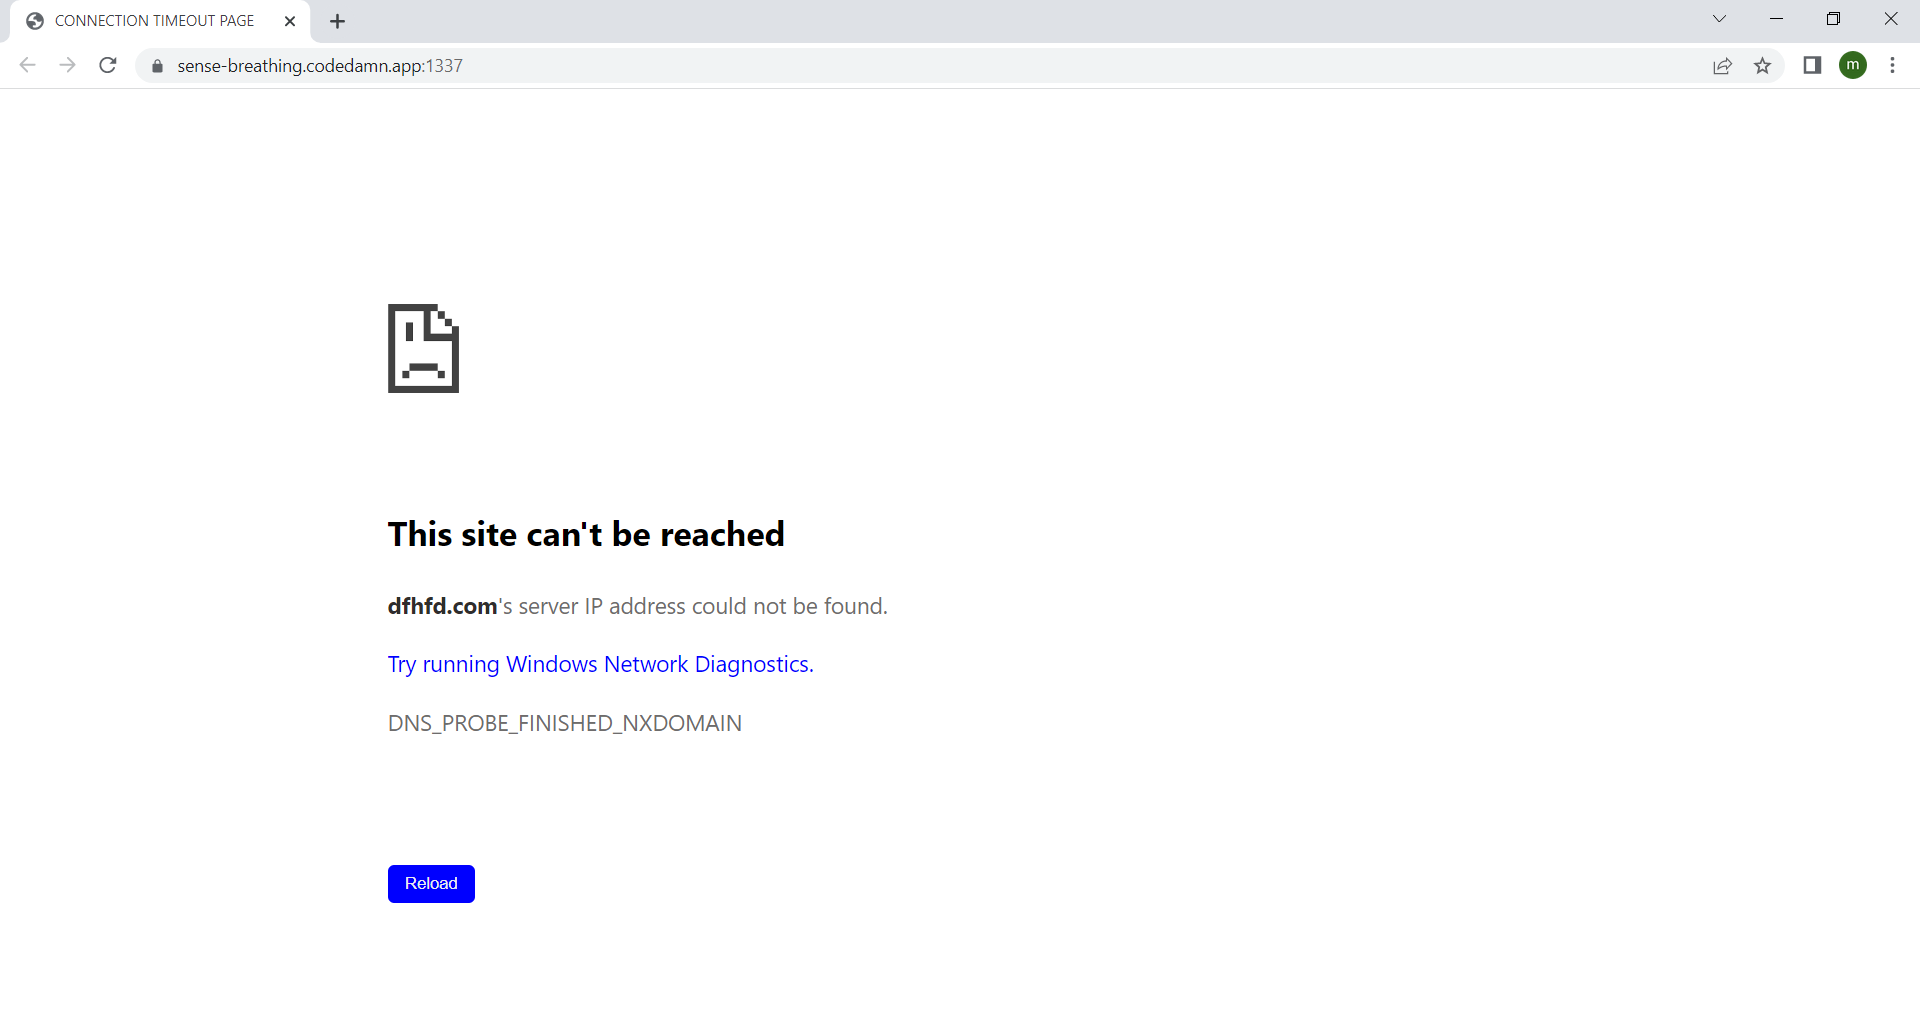 CONNECTION TIMEOUT PAGE
sense-breathing.codedamn.app:1337
m
This site can't be reached
dfhfd.com's server IP address could not be found.
Try running Windows Network Diagnostics.
DNS_PROBE_FINISHED_NXDOMAIN
Reload